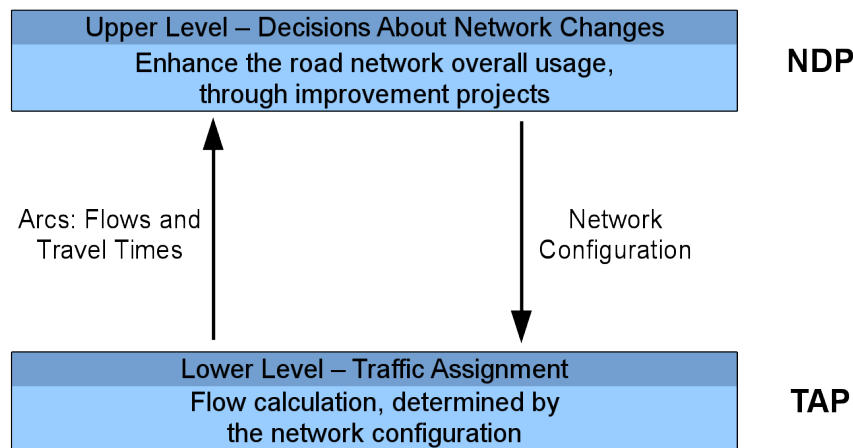 Upper Level – Decisions About Network Changes
Enhance the road network overall usage,
through improvement projects
NDP
Arcs: Flows and
Travel Times
Network
Configuration
Lower Level – Traffic Assignment
Flow calculation, determined by
the network configuration
TAP